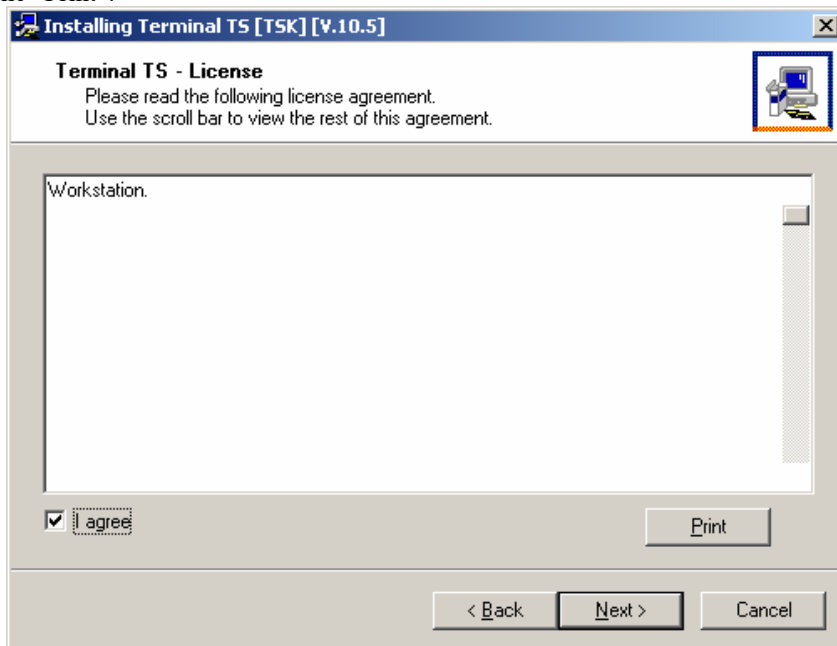 Installing Terminal TS [TSK] [V.10.5]
Terminal TS - License
Please read the following license agreement.
Use the scroll bar to view the rest of this agreement.
Workstation.
I agree
Print
< Back
Next >
Cancel